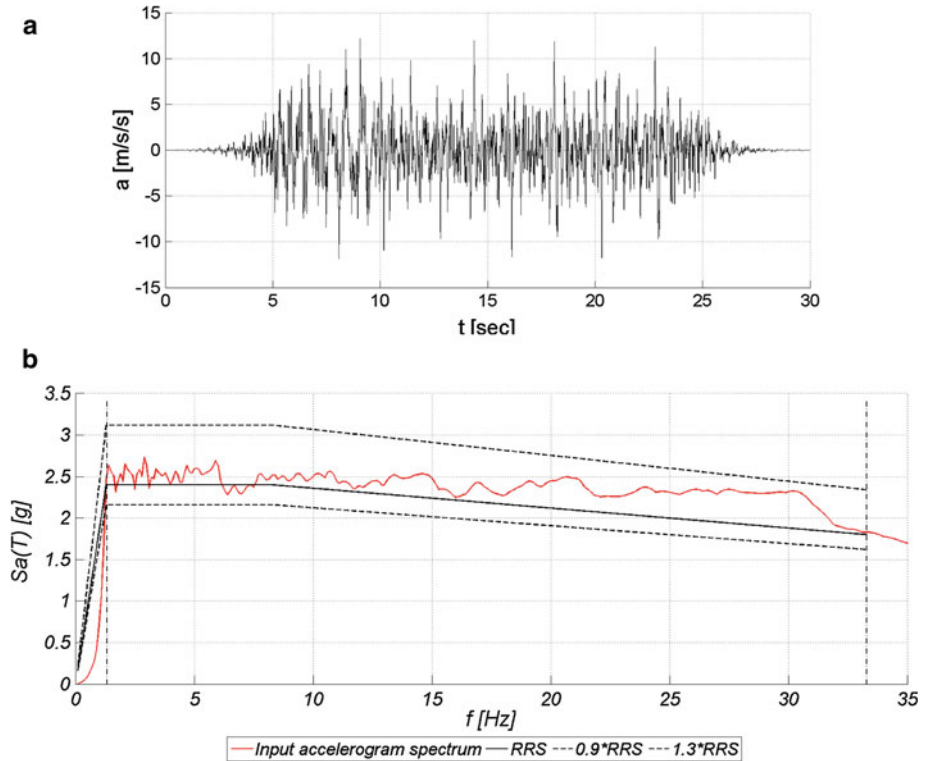 a
15
10
5
0
-5
-10
-15
a [m/s/s]
0 5 10 15 20 25 30
t [sec]
b
3.5
3
2.5
2
1.5
1
0.5
0
Sa(T) [g]
0 5 10 15 20 25 30 35
f [Hz]
Input accelerogram spectrum RRS 0.9*RRS 1.3*RRS